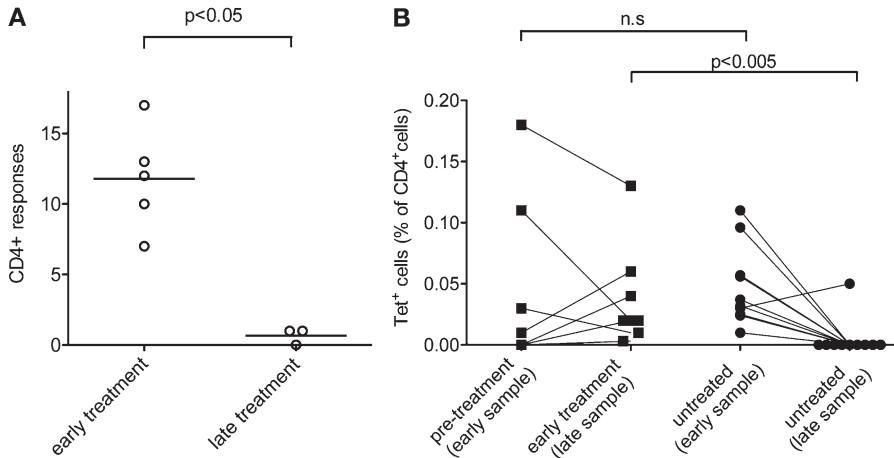 A
p<0.05
CD4+ responses
15
10
5
0
early treatment
late treatment
B
n.s
p<0.005
Tet⁺ cells (% of CD4⁺cells)
0.20
0.15
0.10
0.05
0.00
pre-treatment
(early sample)
early treatment
(late sample)
untreated
(early sample)
untreated
(late sample)